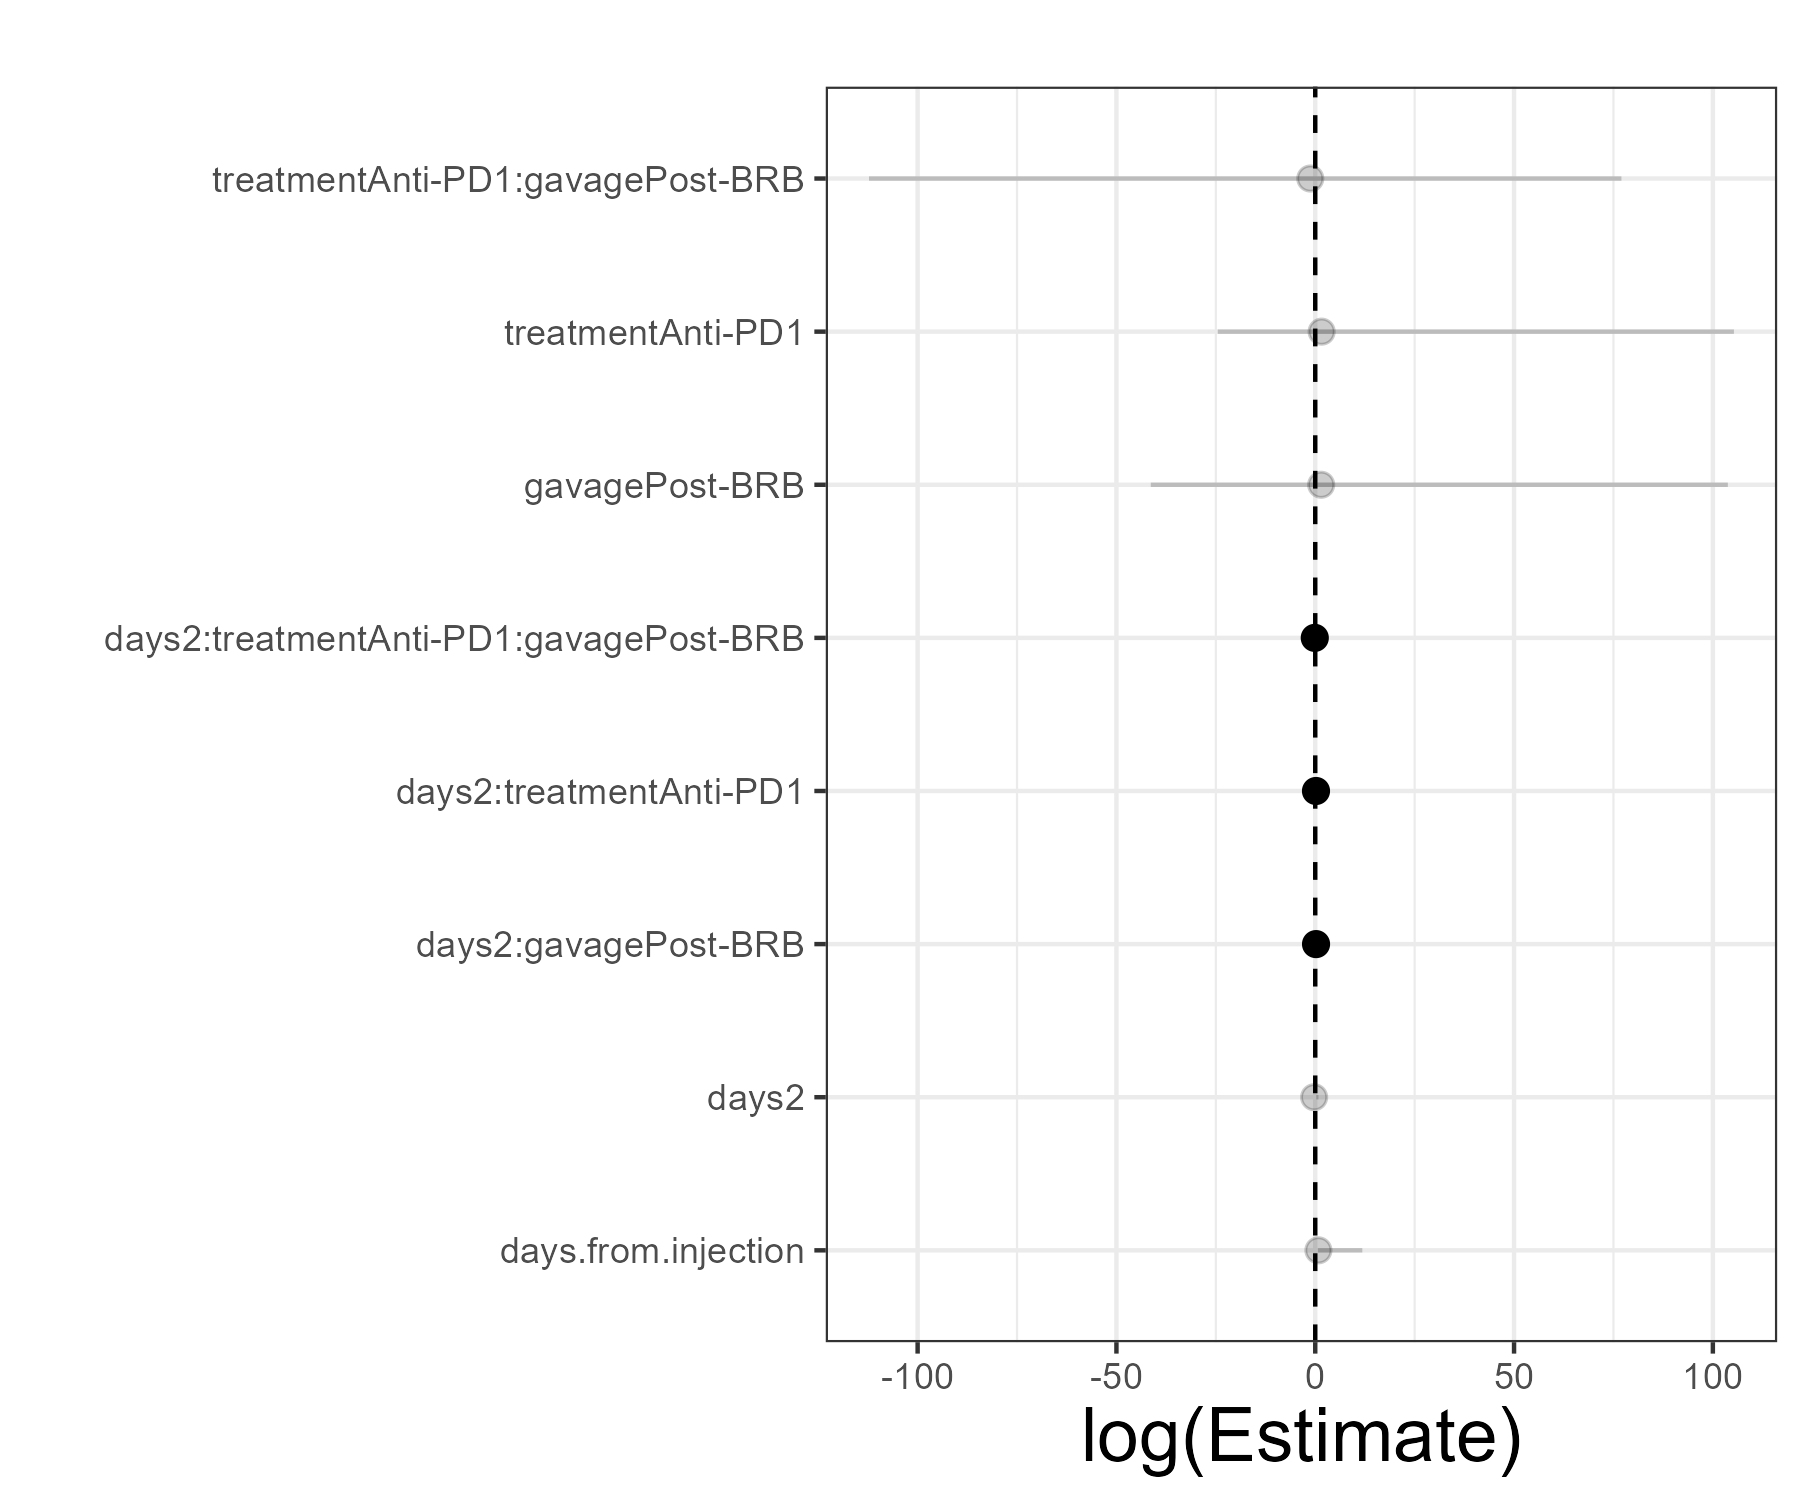 treatmentAnti-PD1:gavagePost-BRB
treatmentAnti-PD1
gavagePost-BRB
days2:treatmentAnti-PD1:gavagePost-BRB
days2:treatmentAnti-PD1
days2:gavagePost-BRB
days2
days.from.injection
-100 -50 0 50 100
log(Estimate)